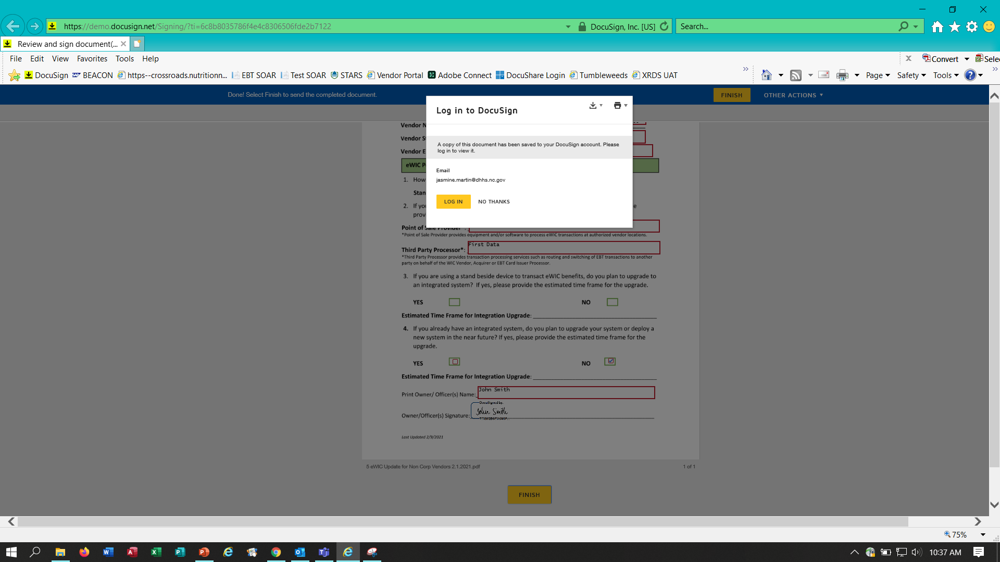 https://demo.docusign.net/Signing/?ti=6c8b8035786f4e4c8306506fde2b7122
DocuSign, Inc. [US]
Search...
Review and sign document(...
File Edit View Favorites Tools Help
Convert
Sele
DocuSign BEACON https--crossroads.nutritionn... EBT SOAR Test SOAR STARS Vendor Portal Adobe Connect DocuShare Login Tumbleweeds XRDS UAT
Page Safety Tools
Done! Select Finish to send the completed document.
FINISH
OTHER ACTIONS
Log in to DocuSign
A copy of this document has been saved to your DocuSign account. Please
log in to view it.
Email
jasmine.martin@dhhs.nc.gov
LOG IN
NO THANKS
Vendor N
Vendor S
Vendor E
eWIC P
1. How
Stan
2. If you
e
prov
Point of Sale Provider*:
*Point of Sale Provider provides equipment and/or software to process eWIC transactions at authorized vendor locations.
Third Party Processor*: First Data
*Third Party Processor provides transaction processing services such as routing and switching of EBT transactions to another
party on behalf of the WIC Vendor, Acquirer or EBT Card Issuer Processor.
3. If you are using a stand beside device to transact eWIC benefits, do you plan to upgrade to
an integrated system? If yes, please provide the estimated time frame for the upgrade.
YES NO
Estimated Time Frame for Integration Upgrade:
4. If you already have an integrated system, do you plan to upgrade your system or deploy a
new system in the near future? If yes, please provide the estimated time frame for the
upgrade.
YES NO
Estimated Time Frame for Integration Upgrade:
Print Owner/ Officer(s) Name: John Smith
DocuSigned by:
Owner/Officer(s) Signature: John Smith
Last Updated 2/9/2021
5 eWIC Update for Non Corp Vendors 2.1.2021.pdf
1 of 1
FINISH
75%
10:37 AM